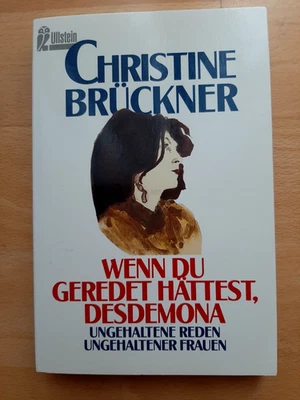 Ullstein
CHRISTINE
BRÜCKNER
WENN DU
GEREDET HÄTTEST,
DESDEMONA
UNGEHALTENE REDEN
UNGEHALTENER FRAUEN